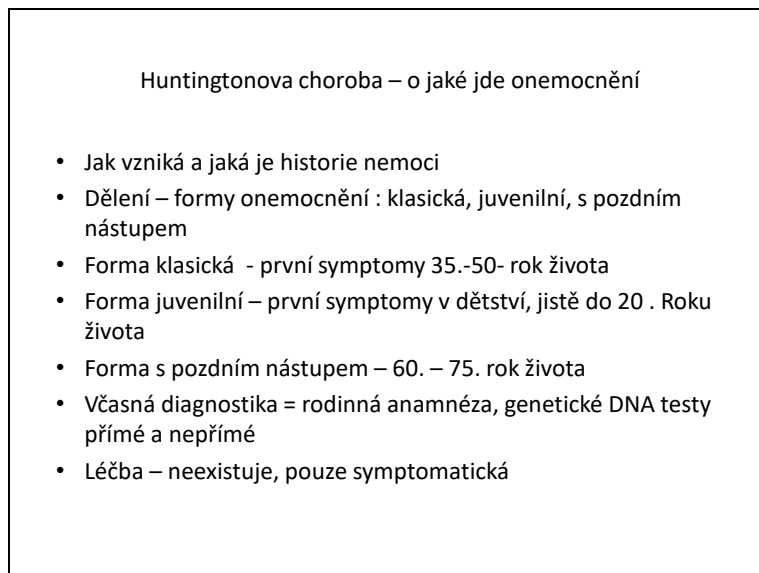 Huntingtonova choroba – o jaké jde onemocnění
• Jak vzniká a jaká je historie nemoci
• Dělení – formy onemocnění : klasická, juvenilní, s pozdním
nástupem
• Forma klasická - první symptomy 35.-50- rok života
• Forma juvenilní – první symptomy v dětství, jistě do 20 . Roku
života
• Forma s pozdním nástupem – 60. – 75. rok života
• Včasná diagnostika = rodinná anamnéza, genetické DNA testy
přímé a nepřímé
• Léčba – neexistuje, pouze symptomatická